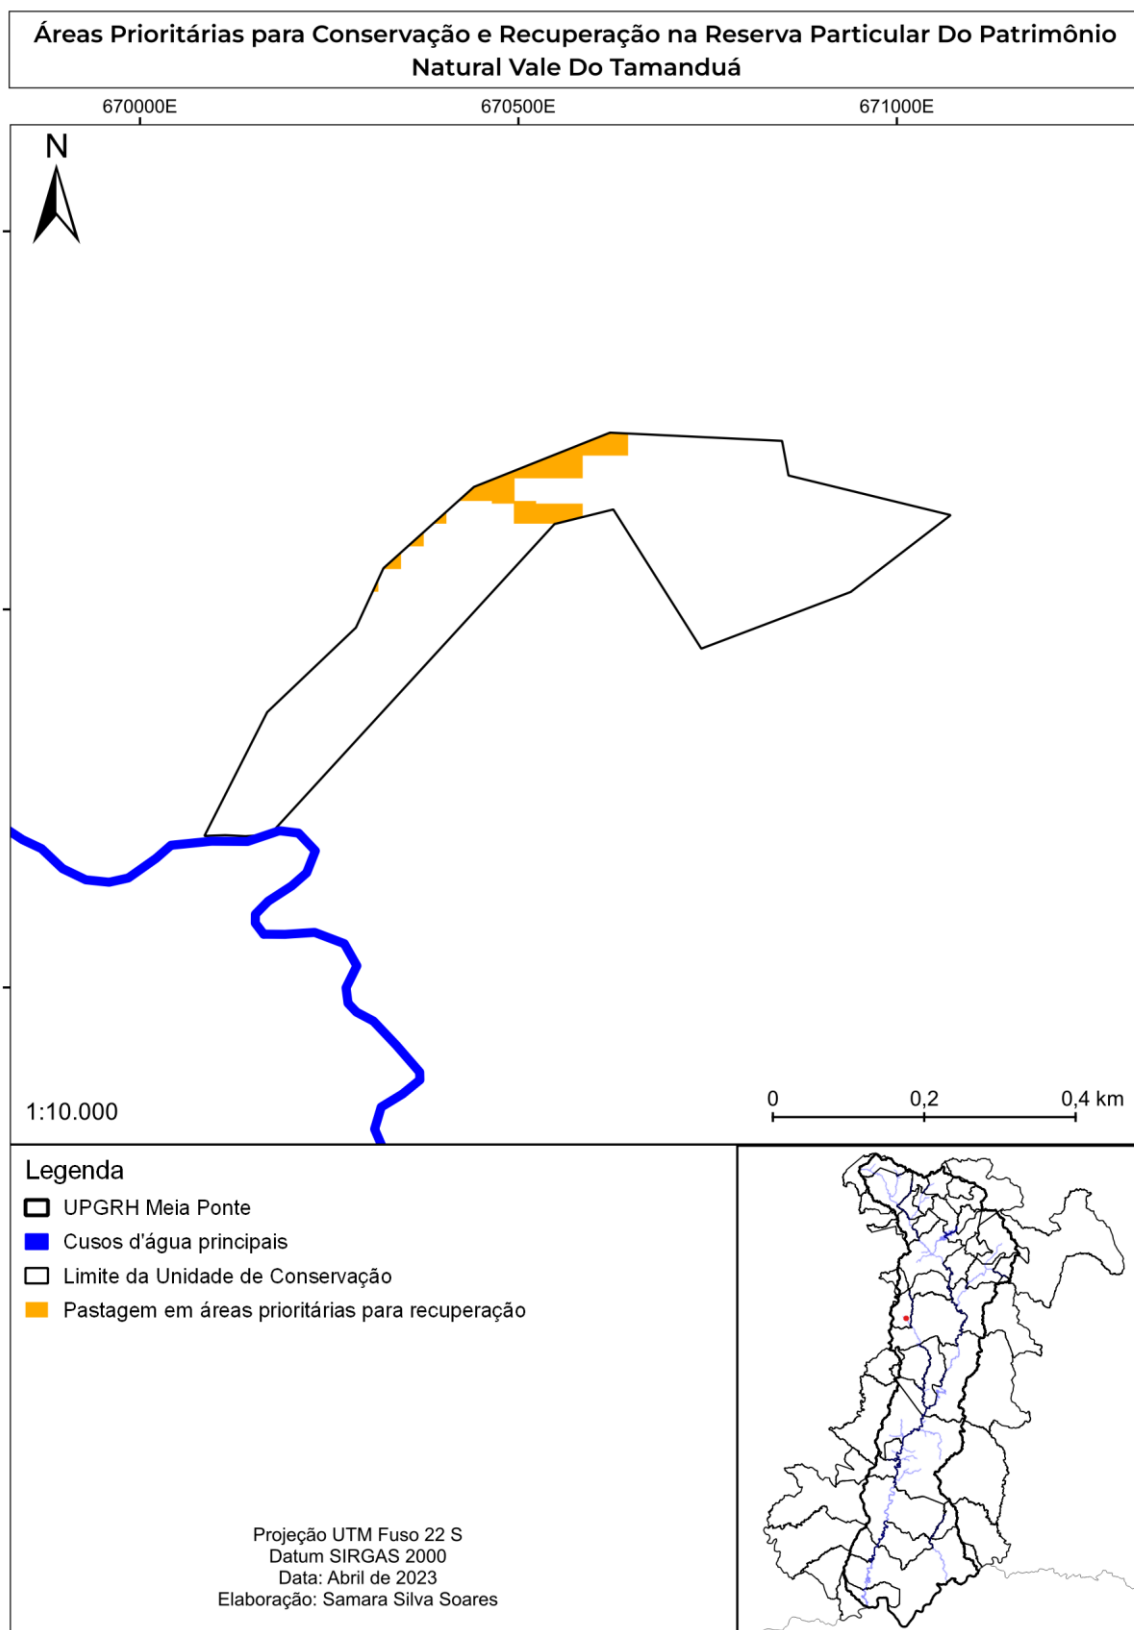 Áreas Prioritárias para Conservação e Recuperação na Reserva Particular Do Patrimônio
Natural Vale Do Tamanduá
670000E
670500E
671000E
N
1:10.000
0
0,2
0,4 km
Legenda
UPGRH Meia Ponte
Cusos d'água principais
Limite da Unidade de Conservação
Pastagem em áreas prioritárias para recuperação
Projeção UTM Fuso 22 S
Datum SIRGAS 2000
Data: Abril de 2023
Elaboração: Samara Silva Soares